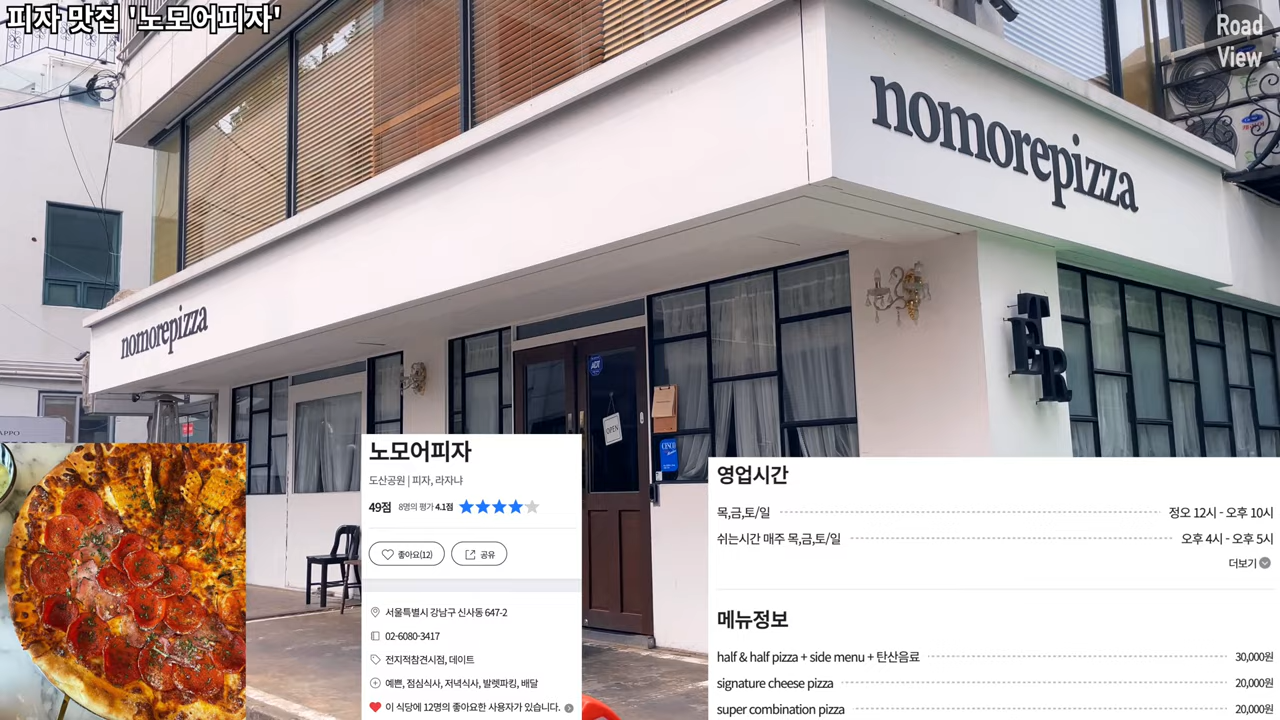 피자 맛집 '노모어피자'
Road
View
nomorepizza
nomorepizza
ADT
OPEN
CESCO
APPO
노모어피자
도산공원 | 피자, 라자냐
49점 8명의 평가 4.1점
좋아요(12) 공유
서울특별시 강남구 신사동 647-2
02-6080-3417
전지적참견시점, 데이트
예쁜, 점심식사, 저녁식사, 발렛파킹, 배달
이 식당에 12명의 좋아요한 사용자가 있습니다.
영업시간
목,금,토/일 정오 12시 - 오후 10시
쉬는시간 매주 목,금,토/일 오후 4시 - 오후 5시
더보기
메뉴정보
half & half pizza + side menu + 탄산음료 30,000원
signature cheese pizza 20,000원
super combination pizza 20,000원